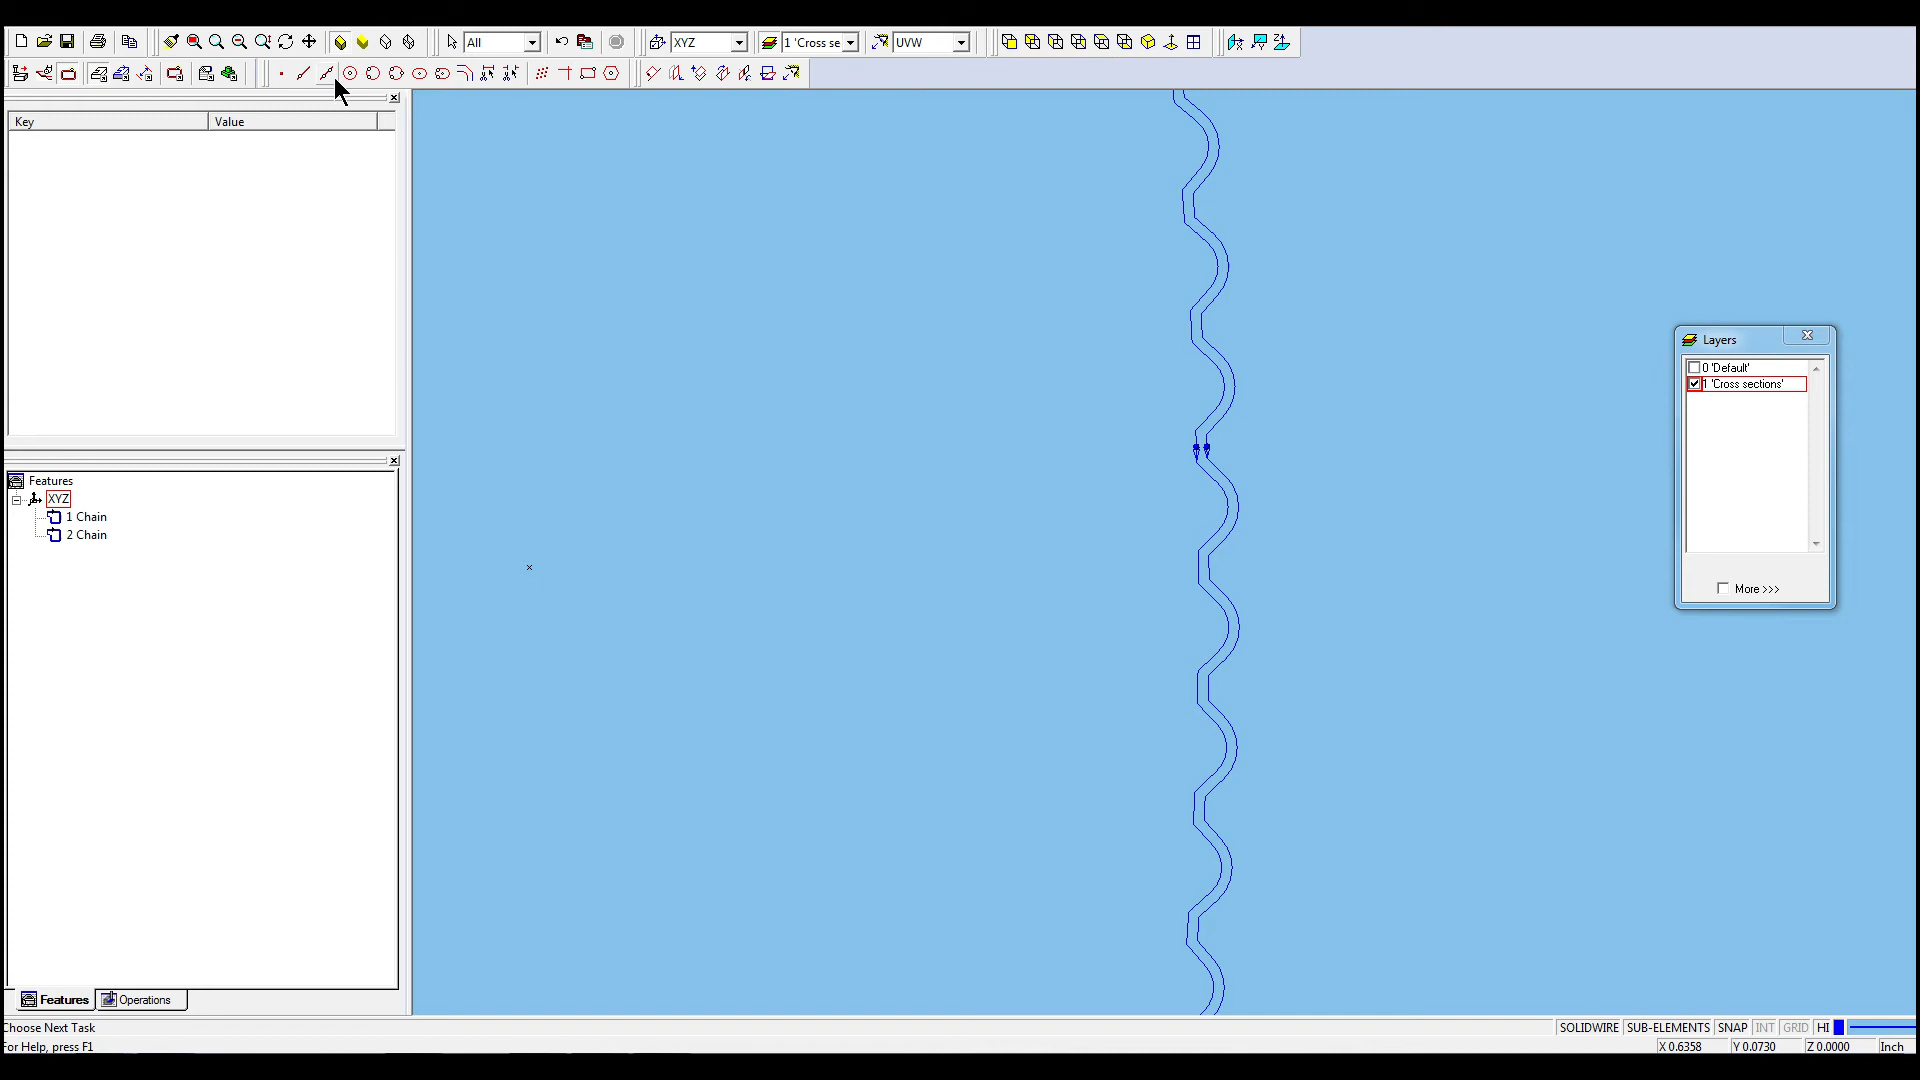 All
XYZ
1 'Cross se
UVW
Key
Value
Layers
0 'Default'
1 'Cross sections'
Features
XYZ
1 Chain
2 Chain
More >>>
Features
Operations
Choose Next Task
SOLIDWIRE
SUB-ELEMENTS
SNAP
INT
GRID
HI
For Help, press F1
X 0.6358
Y 0.0730
Z 0.0000
Inch